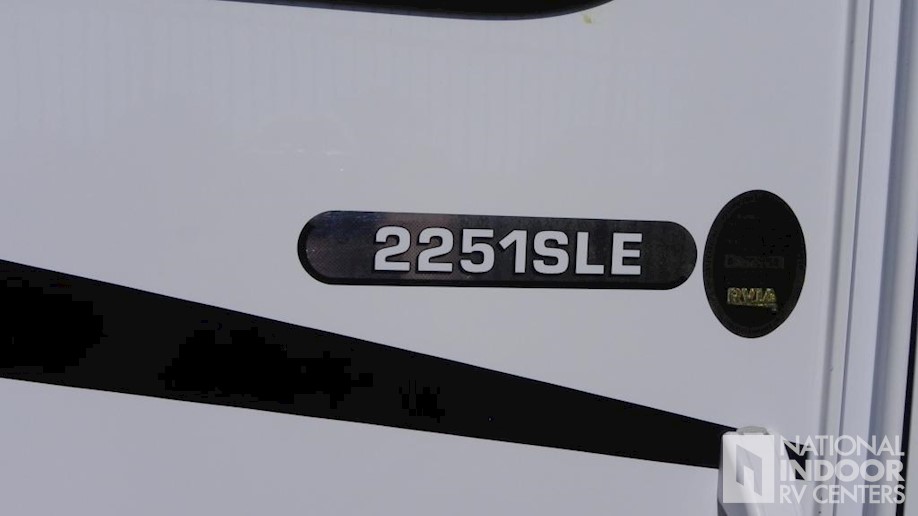 2251SLE
RVIA
NATIONAL
INDOOR
RV CENTERS